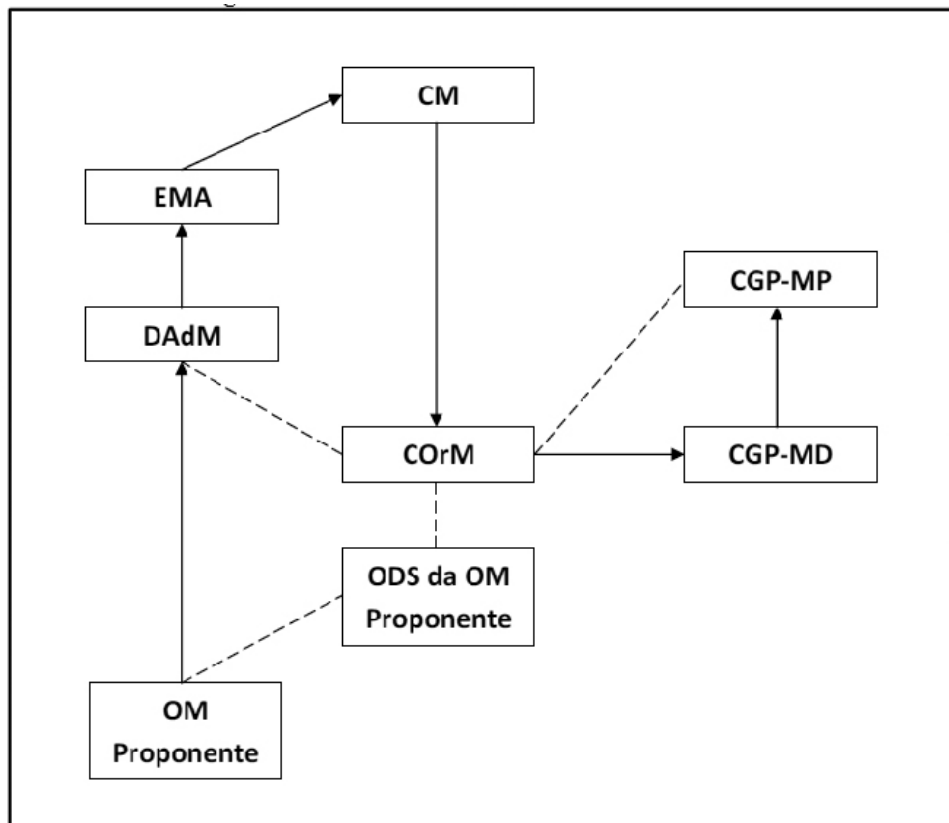 CM
EMA
CGP-MP
DAdM
COrM
CGP-MD
ODS da OM
Proponente
OM
Proponente